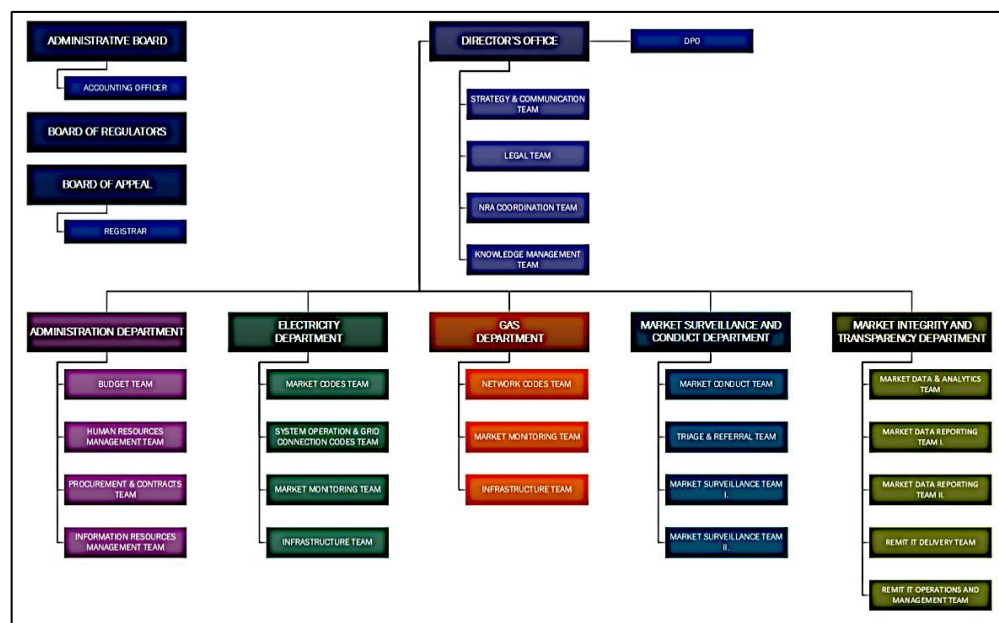 ADMINISTRATIVE BOARD
ACCOUNTING OFFICER
BOARD OF REGULATORS
BOARD OF APPEAL
REGISTRAR
DIRECTOR'S OFFICE
DPO
STRATEGY & COMMUNICATION
TEAM
LEGAL TEAM
NRA COORDINATION TEAM
KNOWLEDGE MANAGEMENT
TEAM
ADMINISTRATION DEPARTMENT
BUDGET TEAM
HUMAN RESOURCES
MANAGEMENT TEAM
PROCUREMENT & CONTRACTS
TEAM
INFORMATION RESOURCES
MANAGEMENT TEAM
ELECTRICITY
DEPARTMENT
MARKET CODES TEAM
SYSTEM OPERATION & GRID
CONNECTION CODES TEAM
MARKET MONITORING TEAM
INFRASTRUCTURE TEAM
GAS
DEPARTMENT
NETWORK CODES TEAM
MARKET MONITORING TEAM
INFRASTRUCTURE TEAM
MARKET SURVEILLANCE AND
CONDUCT DEPARTMENT
MARKET CONDUCT TEAM
TRIAGE & REFERRAL TEAM
MARKET SURVEILLANCE TEAM
I.
MARKET SURVEILLANCE TEAM
II.
MARKET INTEGRITY AND
TRANSPARENCY DEPARTMENT
MARKET DATA & ANALYTICS
TEAM
MARKET DATA REPORTING
TEAM I.
MARKET DATA REPORTING
TEAM II.
REMIT IT DELIVERY TEAM
REMIT IT OPERATIONS AND
MANAGEMENT TEAM